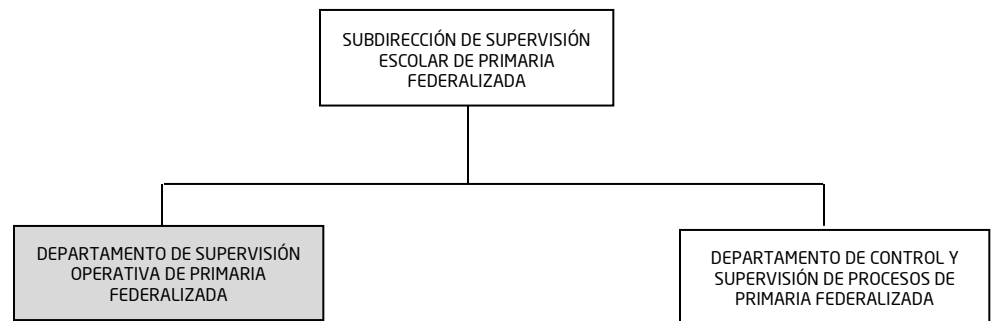 SUBDIRECCIÓN DE SUPERVISIÓN
ESCOLAR DE PRIMARIA
FEDERALIZADA
DEPARTAMENTO DE SUPERVISIÓN
OPERATIVA DE PRIMARIA
FEDERALIZADA
DEPARTAMENTO DE CONTROL Y
SUPERVISIÓN DE PROCESOS DE
PRIMARIA FEDERALIZADA